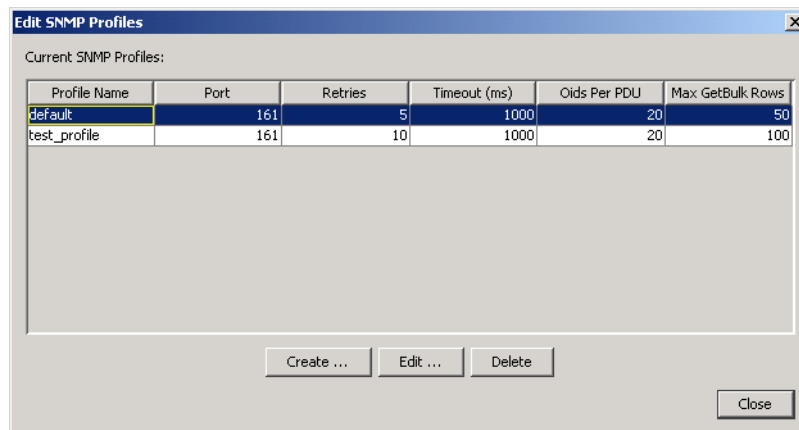 Edit SNMP Profiles
Current SNMP Profiles:
Profile Name Port Retries Timeout (ms) Oids Per PDU Max GetBulk Rows
default 161 5 1000 20 50
test_profile 161 10 1000 20 100
Create ... Edit ... Delete
Close